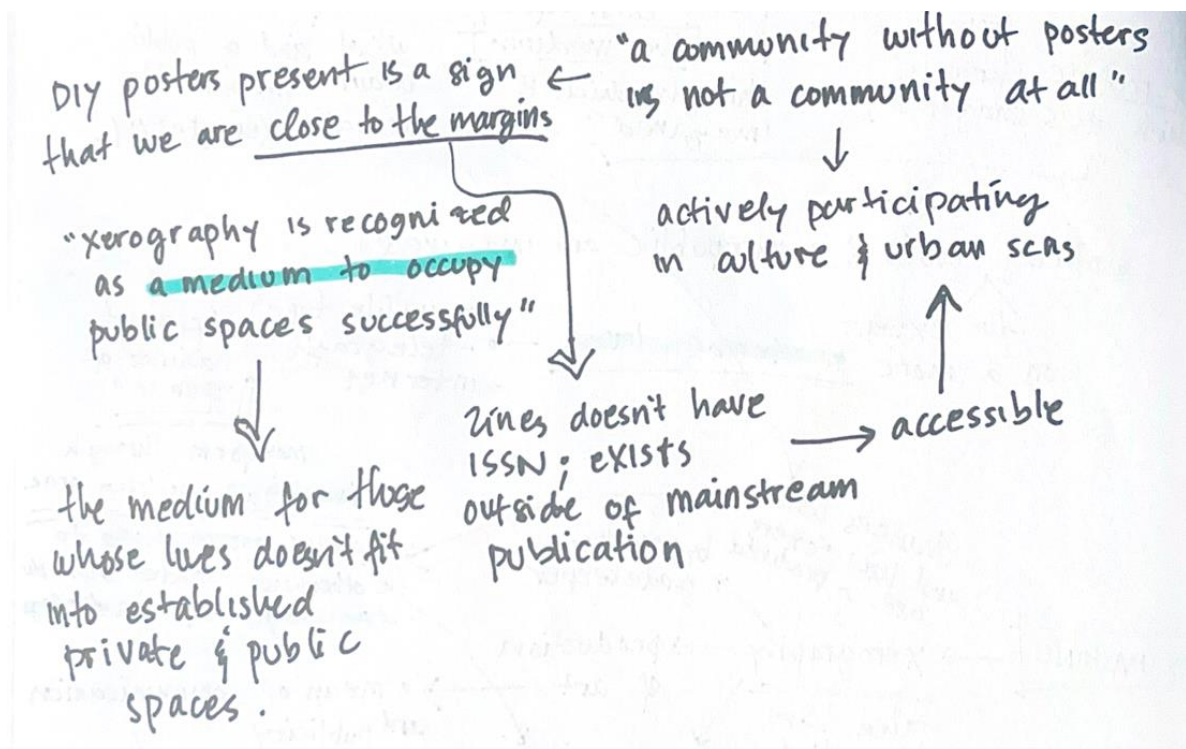 "a community without posters
is not a community at all"
DIY posters present is a sign
that we are close to the margins
actively participating
in culture & urban scns
"xerography is recognized
as a medium to occupy
public spaces successfully"
Zines doesn't have
ISSN; exists
outside of mainstream
publication
accessible
the medium for those
whose lives doesn't fit
into established
private & public
spaces.